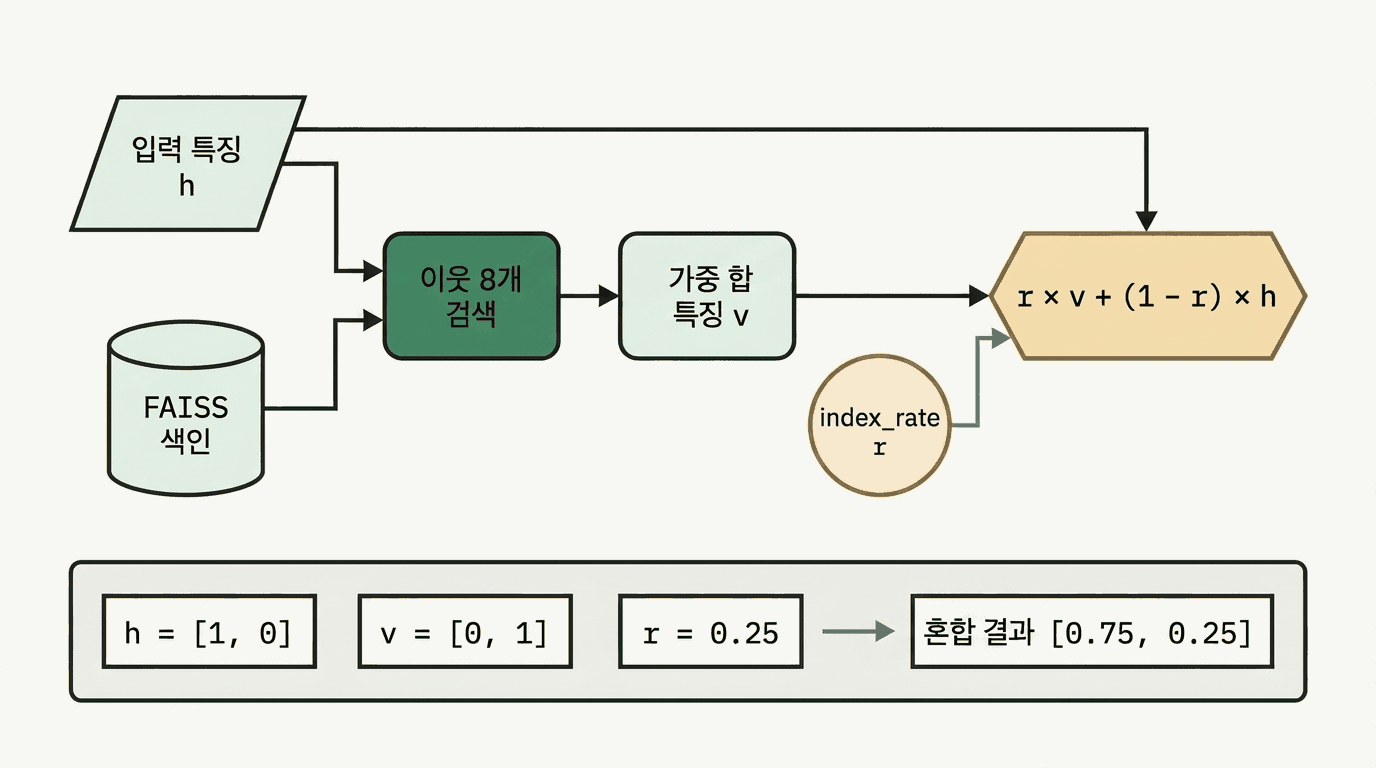 입력 특징
h
이웃 8개
검색
가중 합
특징 v
r × v + (1 − r) × h
FAISS
색인
index_rate
r
h = [1, 0]
v = [0, 1]
r = 0.25
혼합 결과 [0.75, 0.25]